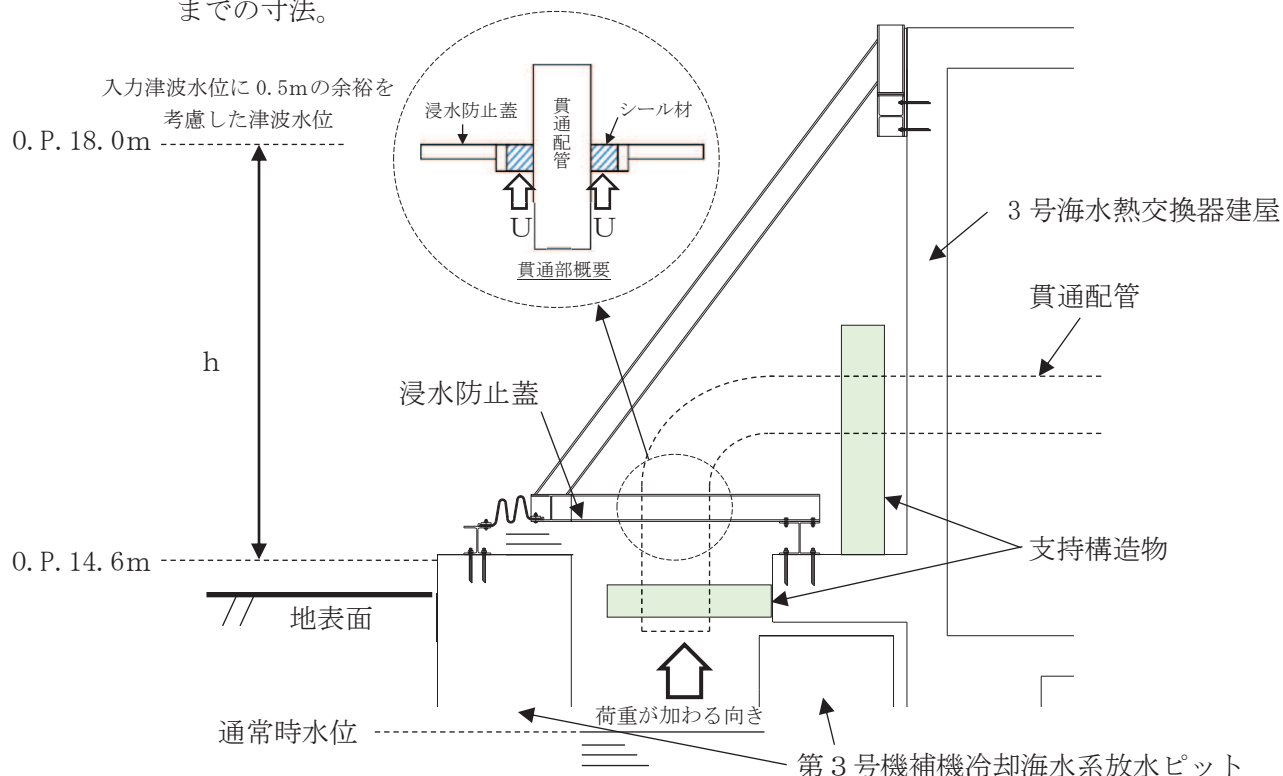 までの寸法。
入力津波水位に 0.5mの余裕を
考慮した津波水位
O.P.18.0m
浸水防止蓋
貫通配管
シール材
U
U
貫通部概要
3号海水熱交換器建屋
貫通配管
h
浸水防止蓋
O.P.14.6m
支持構造物
地表面
荷重が加わる向き
通常時水位
第3号機補機冷却海水系放水ピット